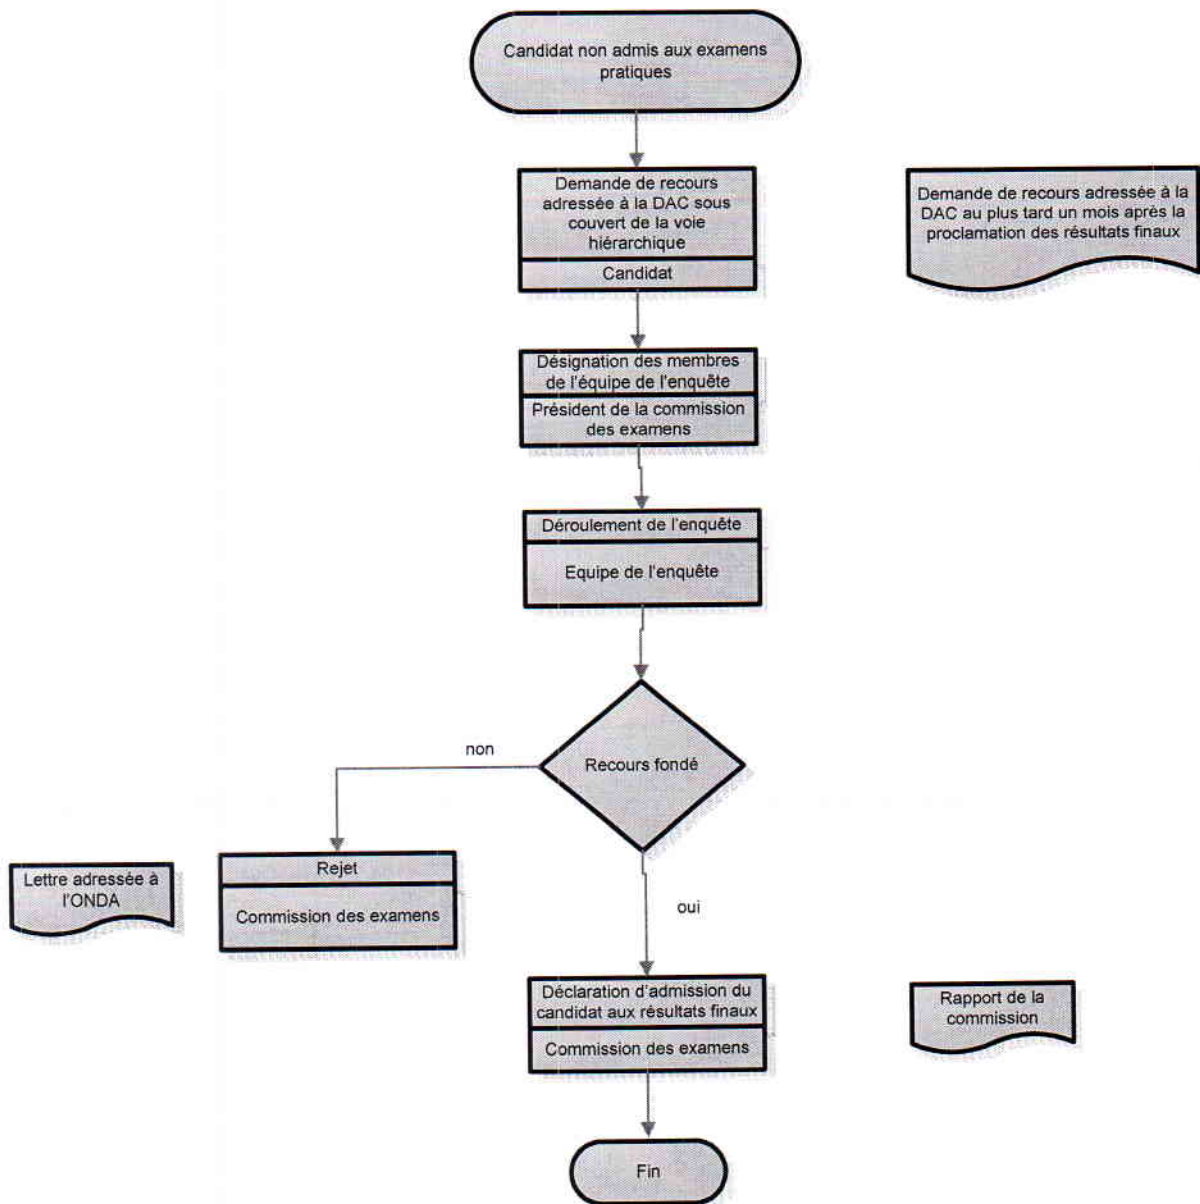 Candidat non admis aux examens
pratiques
Demande de recours
adressée à la DAC sous
couvert de la voie
hiérarchique
Candidat
Demande de recours adressée à la
DAC au plus tard un mois après la
proclamation des résultats finaux
Désignation des membres
de l'équipe de l'enquête
Président de la commission
des examens
Déroulement de l'enquête
Equipe de l'enquête
Recours fondé
non
Lettre adressée à
l'ONDA
Rejet
Commission des examens
oui
Déclaration d'admission du
candidat aux résultats finaux
Commission des examens
Rapport de la
commission
Fin